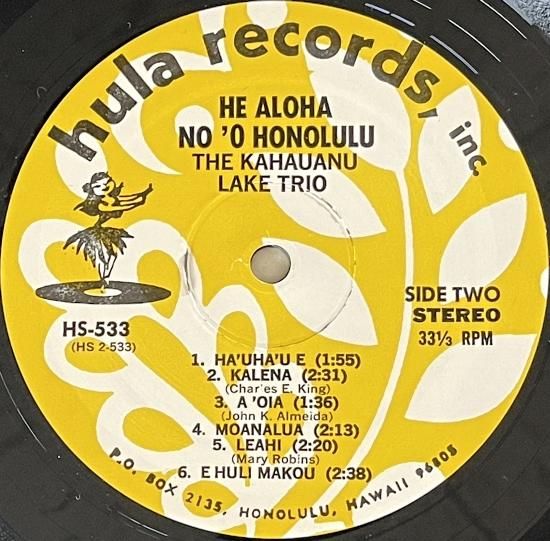 hula records, inc.
HE ALOHA
NO 'O HONOLULU
THE KAHAUANU
LAKE TRIO
HS-533
(HS 2-533)
SIDE TWO
STEREO
33⅓ RPM
1. HA'UHA'U E (1:55)
2. KALENA (2:31)
(Char'es E. King)
3. A 'OIA (1:36)
(John K. Almeida)
4. MOANALUA (2:13)
5. LEAHI (2:20)
(Mary Robins)
6. E HULI MAKOU (2:38)
P.O. BOX 2135, HONOLULU, HAWAII 96805